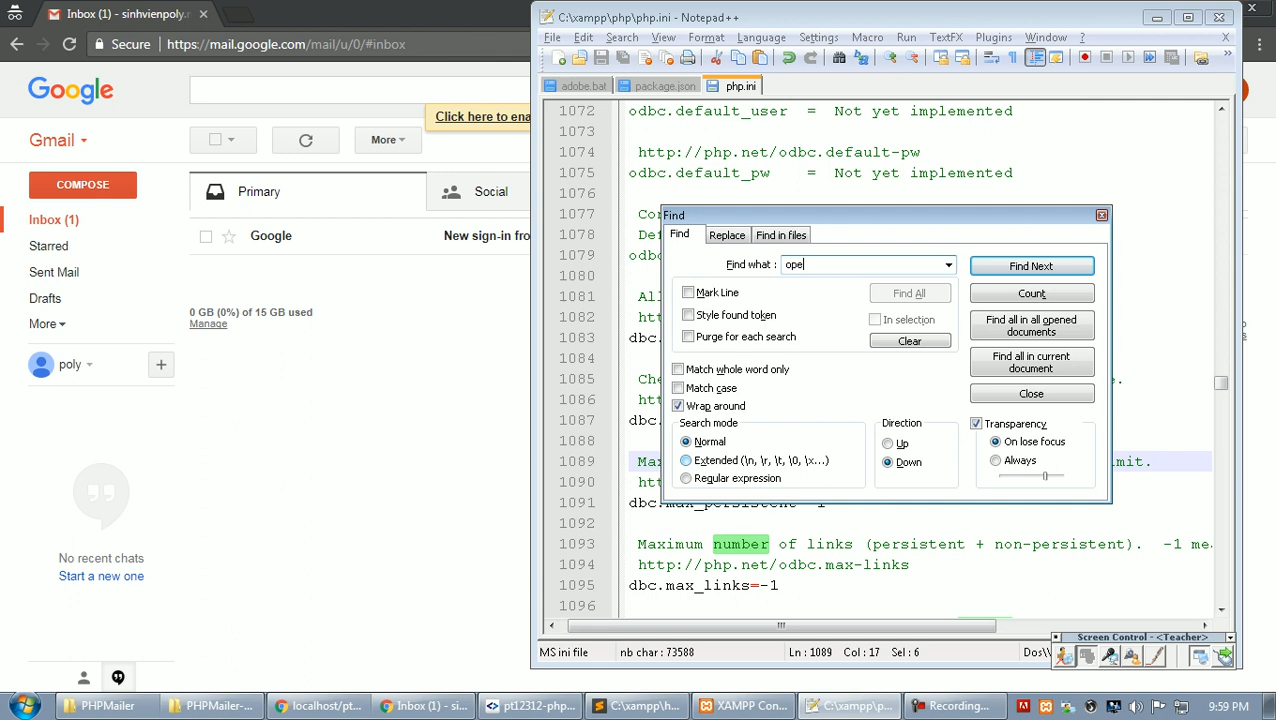 Inbox (1) - sinhvienpoly.
C:\xampp\php\php.ini - Notepad++
Secure
https://mail.google.com/mail/u/0/#inbox
File Edit Search View Format Language Settings Macro Run TextFX Plugins Window ? X
adobe.bat package.json php.ini
Google
Click here to ena
Gmail
More
COMPOSE
Primary
Social
Inbox (1)
Google
New sign-in fro
Starred
Sent Mail
Drafts
More
0 GB (0%) of 15 GB used
Manage
poly
No recent chats
Start a new one
1072 odbc.default_user = Not yet implemented
1073
1074 http://php.net/odbc.default-pw
1075 odbc.default_pw = Not yet implemented
1076
1077
1078
1079
1080
1081
1082
1083
1084
1085
1086
1087
1088
1089
1090
1091 dbc.max_persistent
1092
1093 Maximum number of links (persistent + non-persistent). -1 me
1094 http://php.net/odbc.max-links
1095 dbc.max_links=-1
1096
Find
Find Replace Find in files
Find what : ope
Find Next
Mark Line
Find All
Count
Style found token
In selection
Find all in all opened documents
Purge for each search
Clear
Find all in current document
Match whole word only
Match case
Close
Wrap around
Search mode
Direction
Transparency
Normal
Up
On lose focus
Extended (\n, \r, \t, \0, \x...)
Down
Always
Regular expression
MS ini file nb char : 73588 Ln : 1089 Col : 17 Sel : 6 Dos\
Screen Control - <Teacher>
PHPMailer PHPMailer-... localhost/pt... Inbox (1) - si... pt12312-php... C:\xampp\h... XAMPP Con... C:\xampp\p... Recording... 9:59 PM